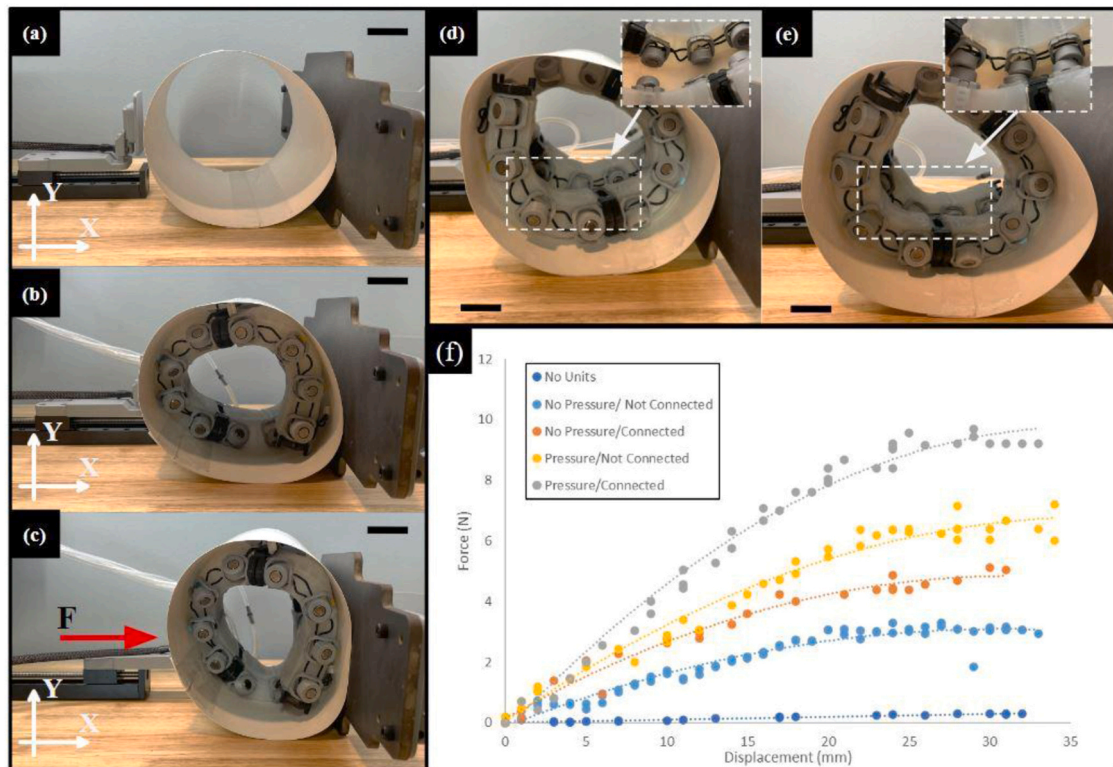 (a)
Y
X
(b)
Y
X
(c)
F
Y
X
(d)
(e)
(f)
12
10
8
6
4
2
0
Force (N)
No Units
No Pressure/ Not Connected
No Pressure/Connected
Pressure/Not Connected
Pressure/Connected
0
5
10
15
20
25
30
35
Displacement (mm)